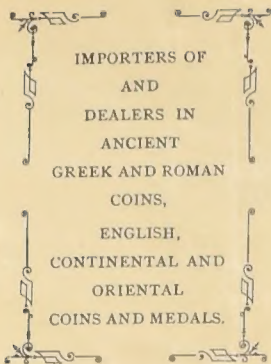 IMPORTERS OF
AND
DEALERS IN
ANCIENT
GREEK AND ROMAN
COINS,
ENGLISH,
CONTINENTAL AND
ORIENTAL
COINS AND MEDALS.